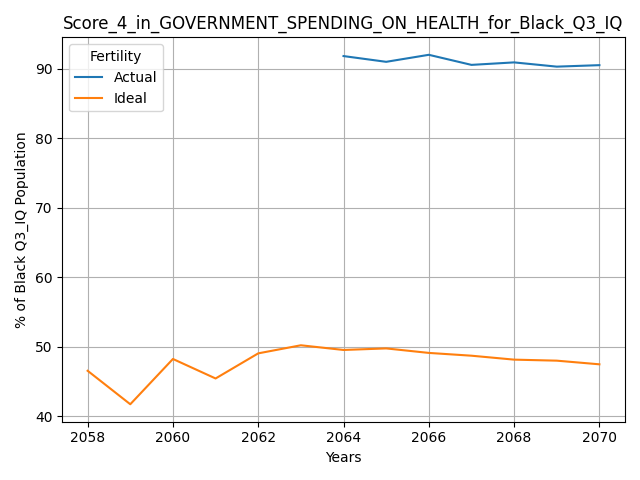 Score_4_in_GOVERNMENT_SPENDING_ON_HEALTH_for_Black_Q3_IQ
Fertility
Actual
Ideal
% of Black Q3_IQ Population
90
80
70
60
50
40
2058 2060 2062 2064 2066 2068 2070
Years